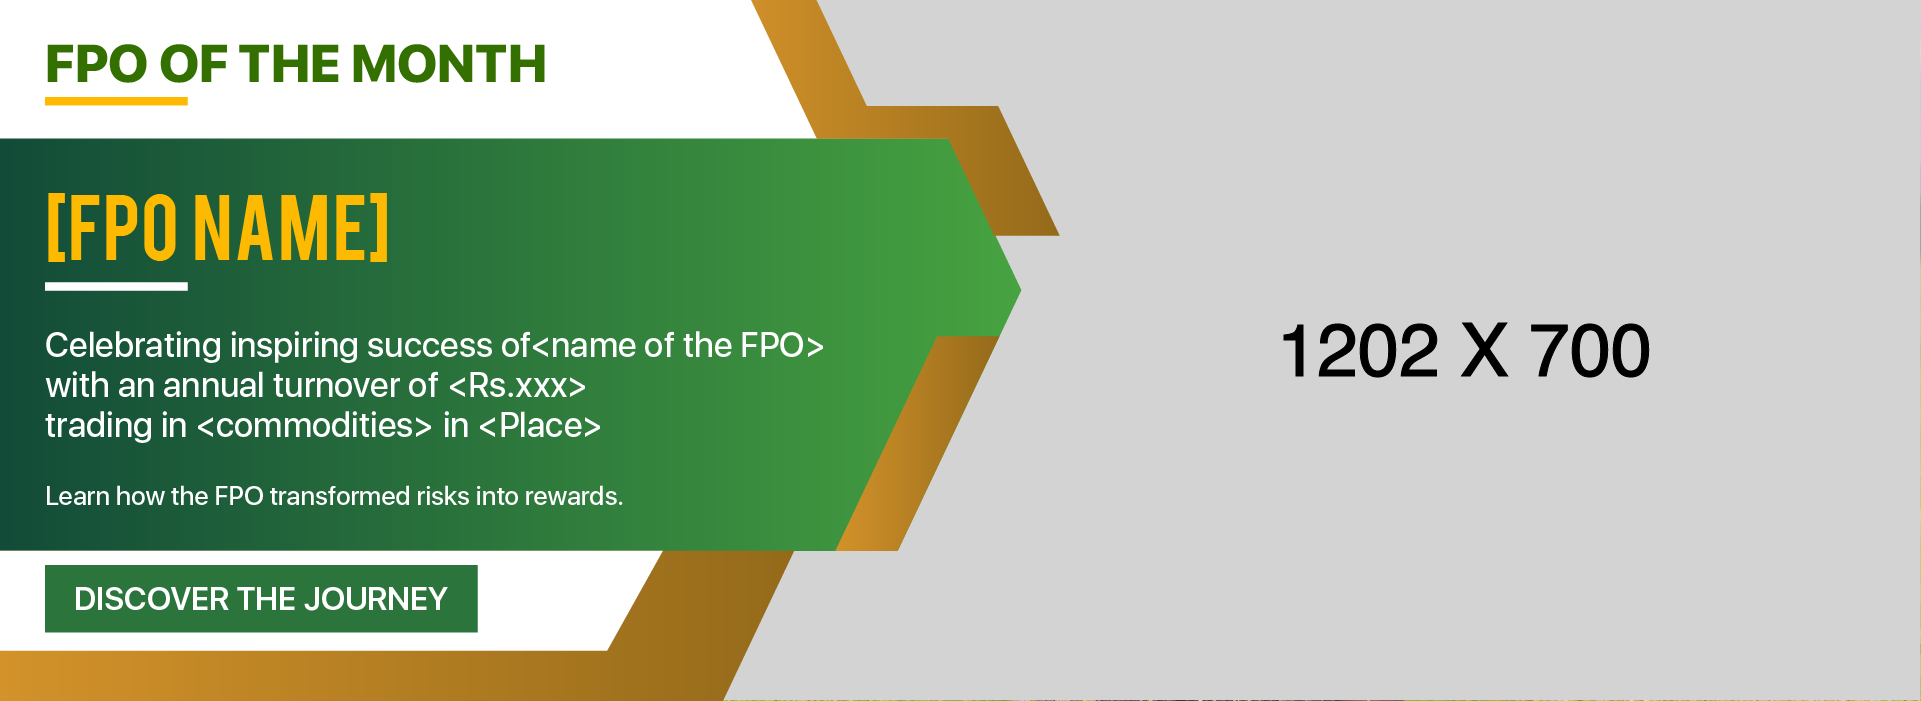 FPO OF THE MONTH
[FPO NAME]
Celebrating inspiring success of<name of the FPO>
with an annual turnover of <Rs.xxx>
trading in <commodities> in <Place>
Learn how the FPO transformed risks into rewards.
DISCOVER THE JOURNEY
1202 X 700